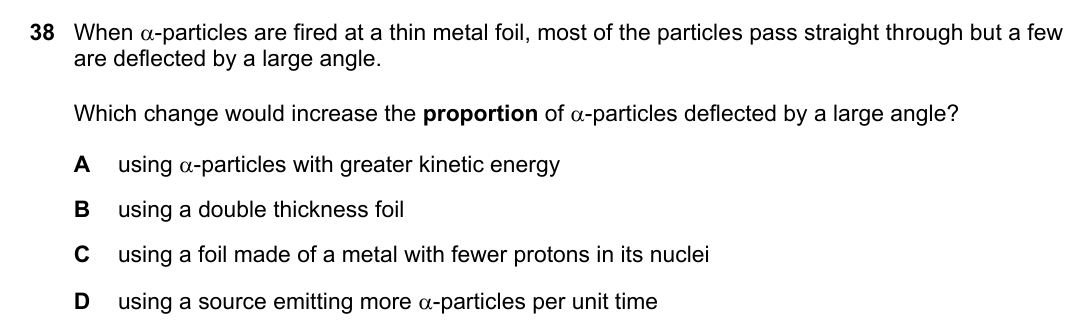 38 When α-particles are fired at a thin metal foil, most of the particles pass straight through but a few
are deflected by a large angle.
Which change would increase the proportion of α-particles deflected by a large angle?
A using α-particles with greater kinetic energy
B using a double thickness foil
C using a foil made of a metal with fewer protons in its nuclei
D using a source emitting more α-particles per unit time